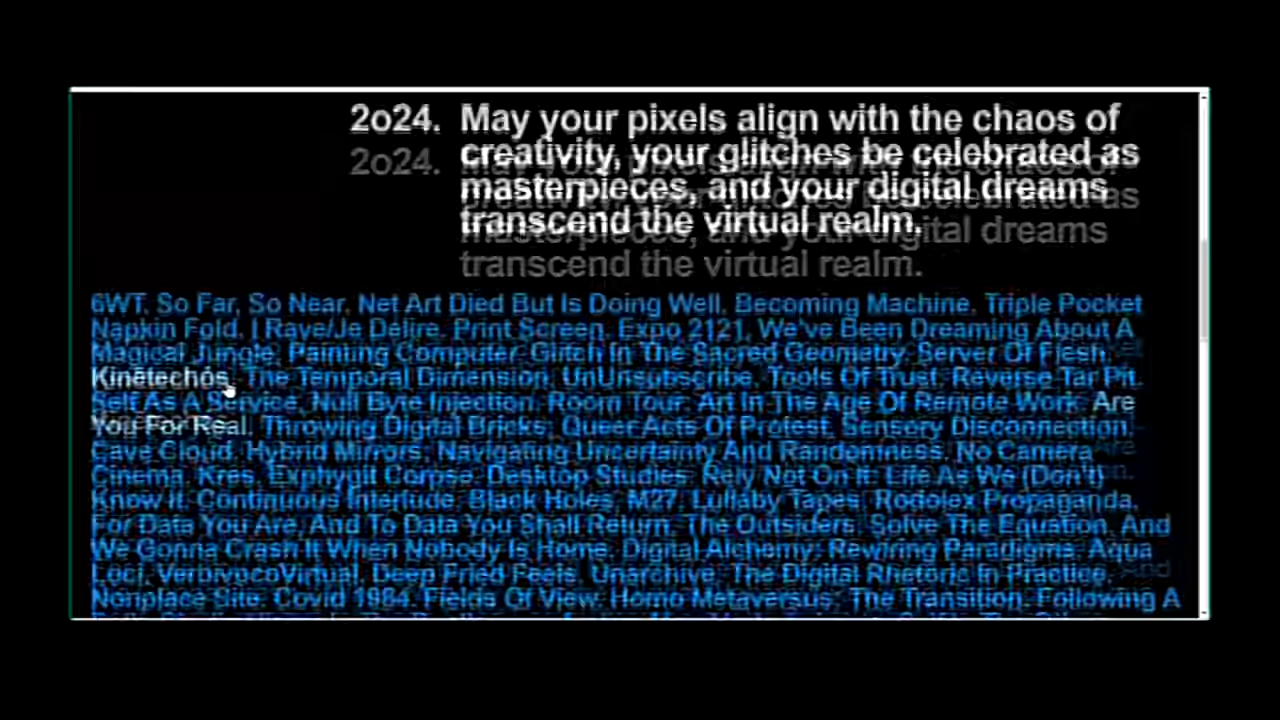 2o24. May your pixels align with the chaos of
creativity, your glitches be celebrated as
masterpieces, and your digital dreams
transcend the virtual realm.
6WT, So Far, So Near, Net Art Died But Is Doing Well, Becoming Machine, Triple Pocket
Napkin Fold, I Rave/Je Délire, Print Screen, Expo 2121, We've Been Dreaming About A
Magical Jungle, Painting Computer, Glitch In The Sacred Geometry, Server Of Flesh,
Kinētechós, The Temporal Dimension, UnUnsubscribe, Tools Of Trust, Reverse Tar Pit,
Self As A Service, Null Byte Injection, Room Tour, Art In The Age Of Remote Work, Are
You For Real, Throwing Digital Bricks, Queer Acts Of Protest, Sensory Disconnection,
Cave Cloud, Hybrid Mirrors, Navigating Uncertainty And Randomness, No Camera
Cinema, Kres, Exphypit Corpse, Desktop Studies, Rely Not On It, Life As We (Don't)
Know It, Continuous Interlude, Black Holes, M27, Lullaby Tapes, Rodolex Propaganda,
For Data You Are, And To Data You Shall Return, The Outsiders, Solve The Equation, And
We Gonna Crash It When Nobody Is Home, Digital Alchemy: Rewiring Paradigms, Aqua
Loci, VerbivocoVirtual, Deep Fried Feels, Unarchive, The Digital Rhetoric In Practice,
Nonplace Site, Covid 1984, Fields Of View, Homo Metaversus, The Transition, Following A